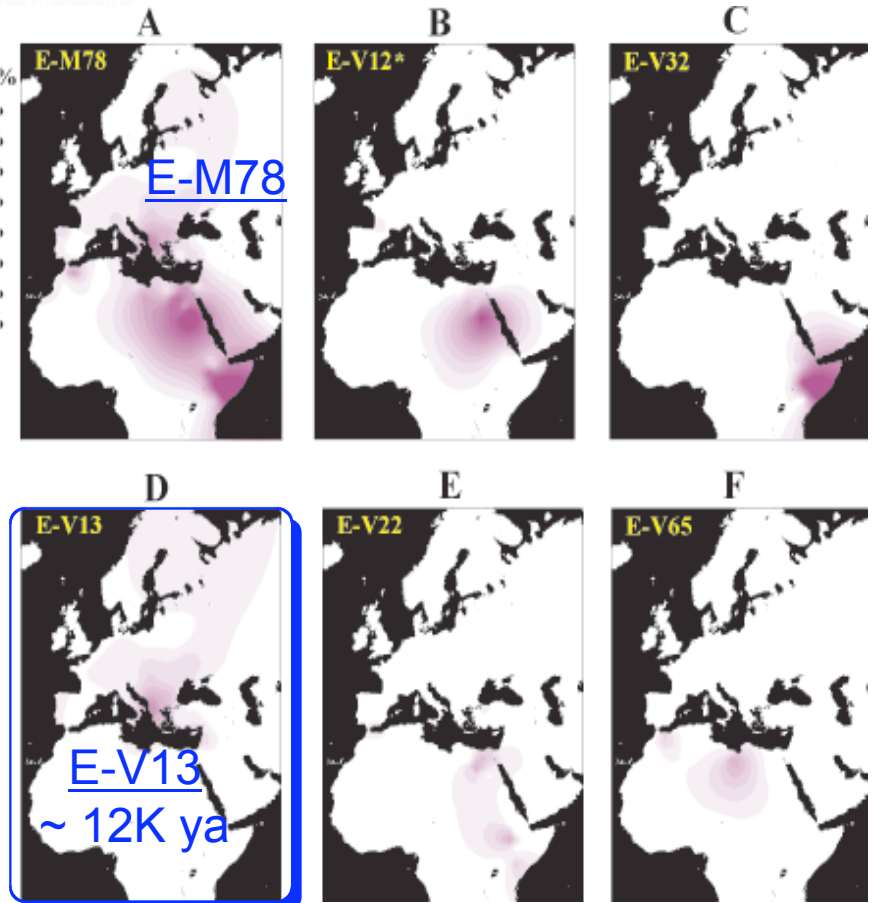 A
B
C
%
E-M78
E-V12*
E-V32
E-M78
D
E
F
E-V13
E-V22
E-V65
E-V13
~ 12K ya